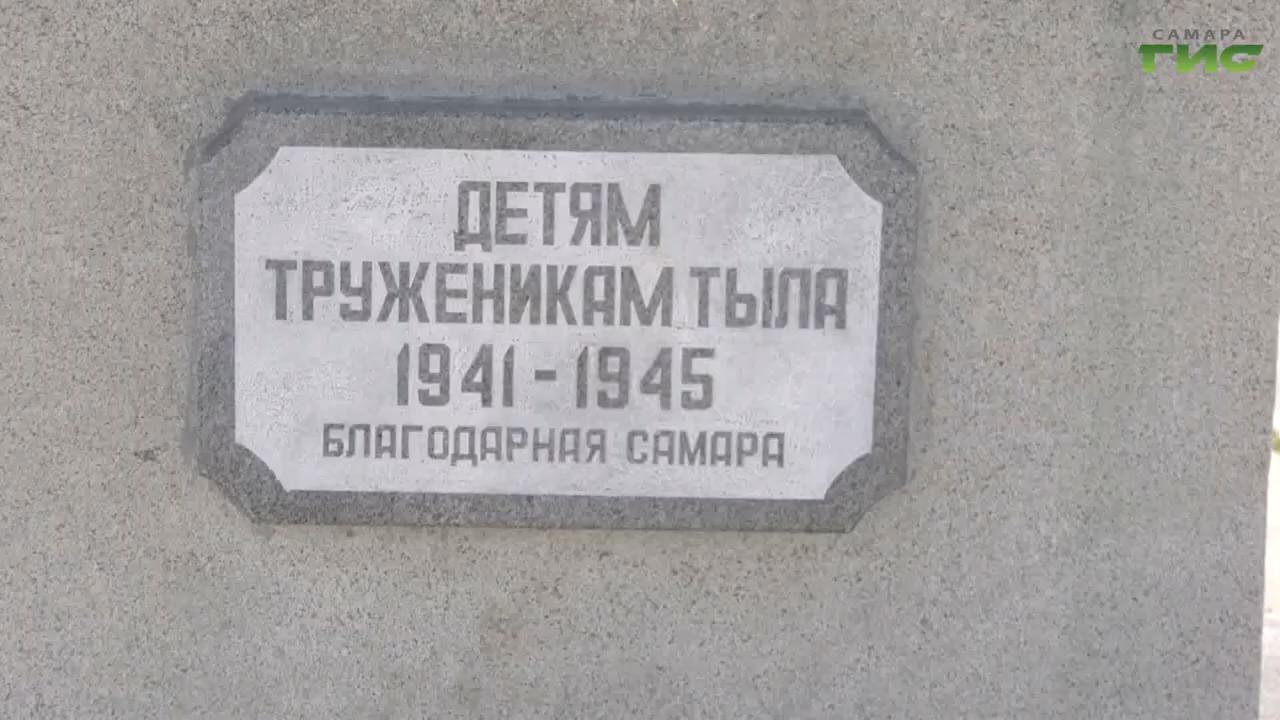 САМАРА
ГИС
ДЕТЯМ
ТРУЖЕНИКАМ ТЫЛА
1941 - 1945
БЛАГОДАРНАЯ САМАРА